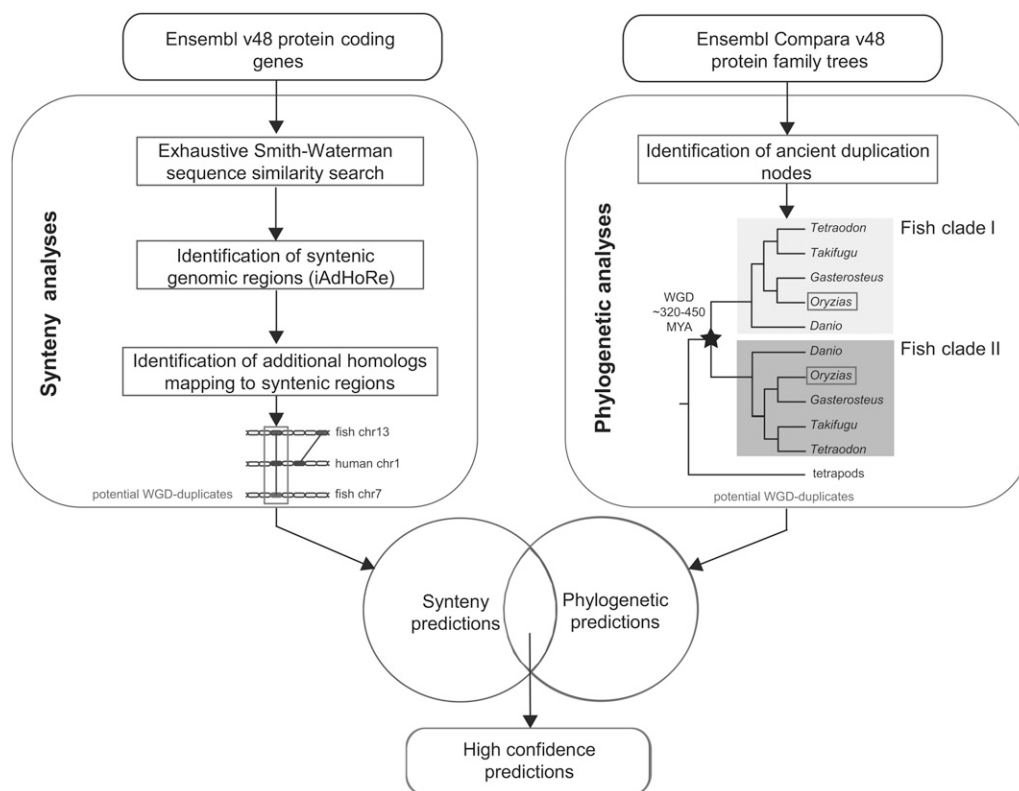 Ensembl v48 protein coding
genes
Synteny analyses
Exhaustive Smith-Waterman
sequence similarity search
Identification of syntenic
genomic regions (iAdHoRe)
Identification of additional homologs
mapping to syntenic regions
fish chr13
human chr1
potential WGD-duplicates
fish chr7
Ensembl Compara v48
protein family trees
Phylogenetic analyses
Identification of ancient duplication
nodes
Fish clade I
Tetraodon
Takifugu
Gasterosteus
Oryzias
Danio
WGD
~320-450
MYA
Fish clade II
Danio
Oryzias
Gasterosteus
Takifugu
Tetraodon
tetrapods
potential WGD-duplicates
Synteny
predictions
Phylogenetic
predictions
High confidence
predictions